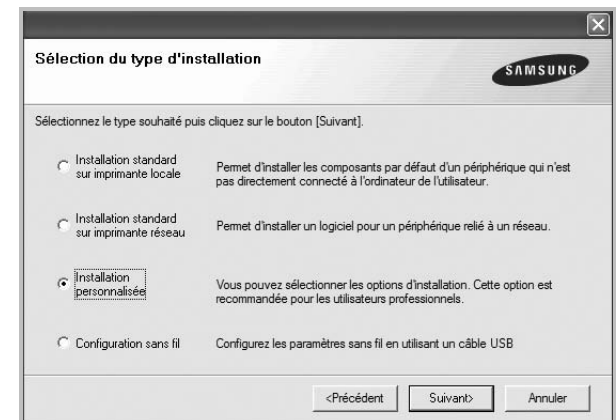 Sélection du type d'installation
SAMSUNG
Sélectionnez le type souhaité puis cliquez sur le bouton [Suivant].
Installation standard
sur imprimante locale
Permet d'installer les composants par défaut d'un périphérique qui n'est
pas directement connecté à l'ordinateur de l'utilisateur.
Installation standard
sur imprimante réseau
Permet d'installer un logiciel pour un périphérique relié à un réseau.
Installation
personnalisée
Vous pouvez sélectionner les options d'installation. Cette option est
recommandée pour les utilisateurs professionnels.
Configuration sans fil
Configurez les paramètres sans fil en utilisant un câble USB
<Précédent
Suivant>
Annuler